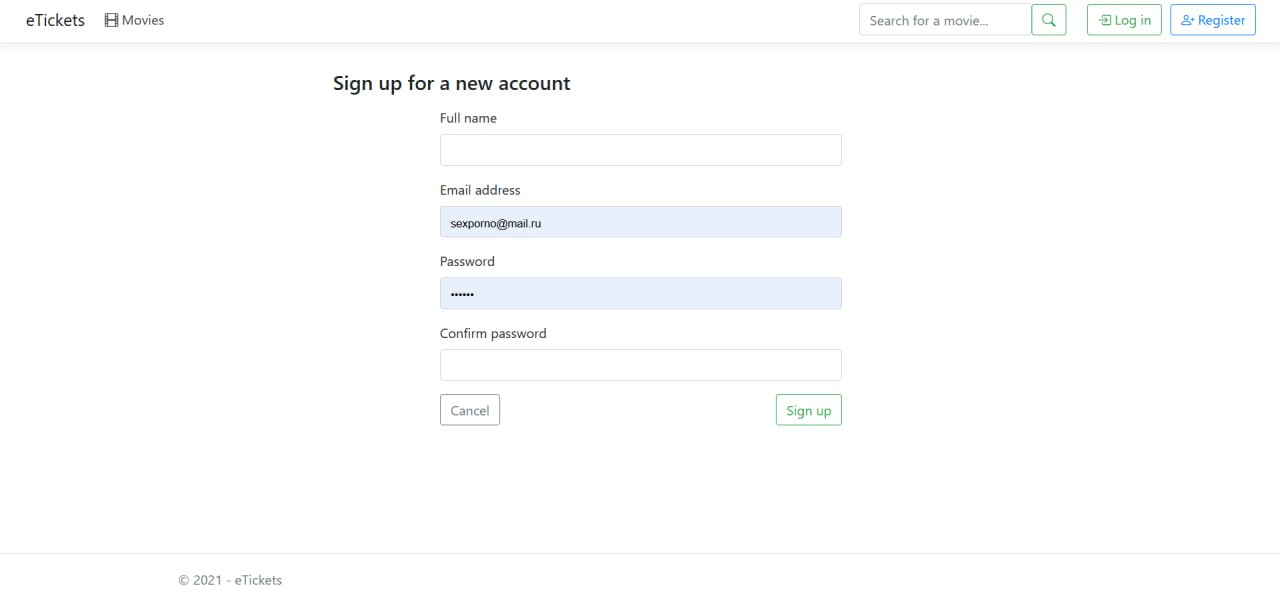 eTickets Movies Search for a movie... Log in Register
Sign up for a new account
Full name
Email address
sexporno@mail.ru
Password
••••••
Confirm password
Cancel Sign up
© 2021 - eTickets